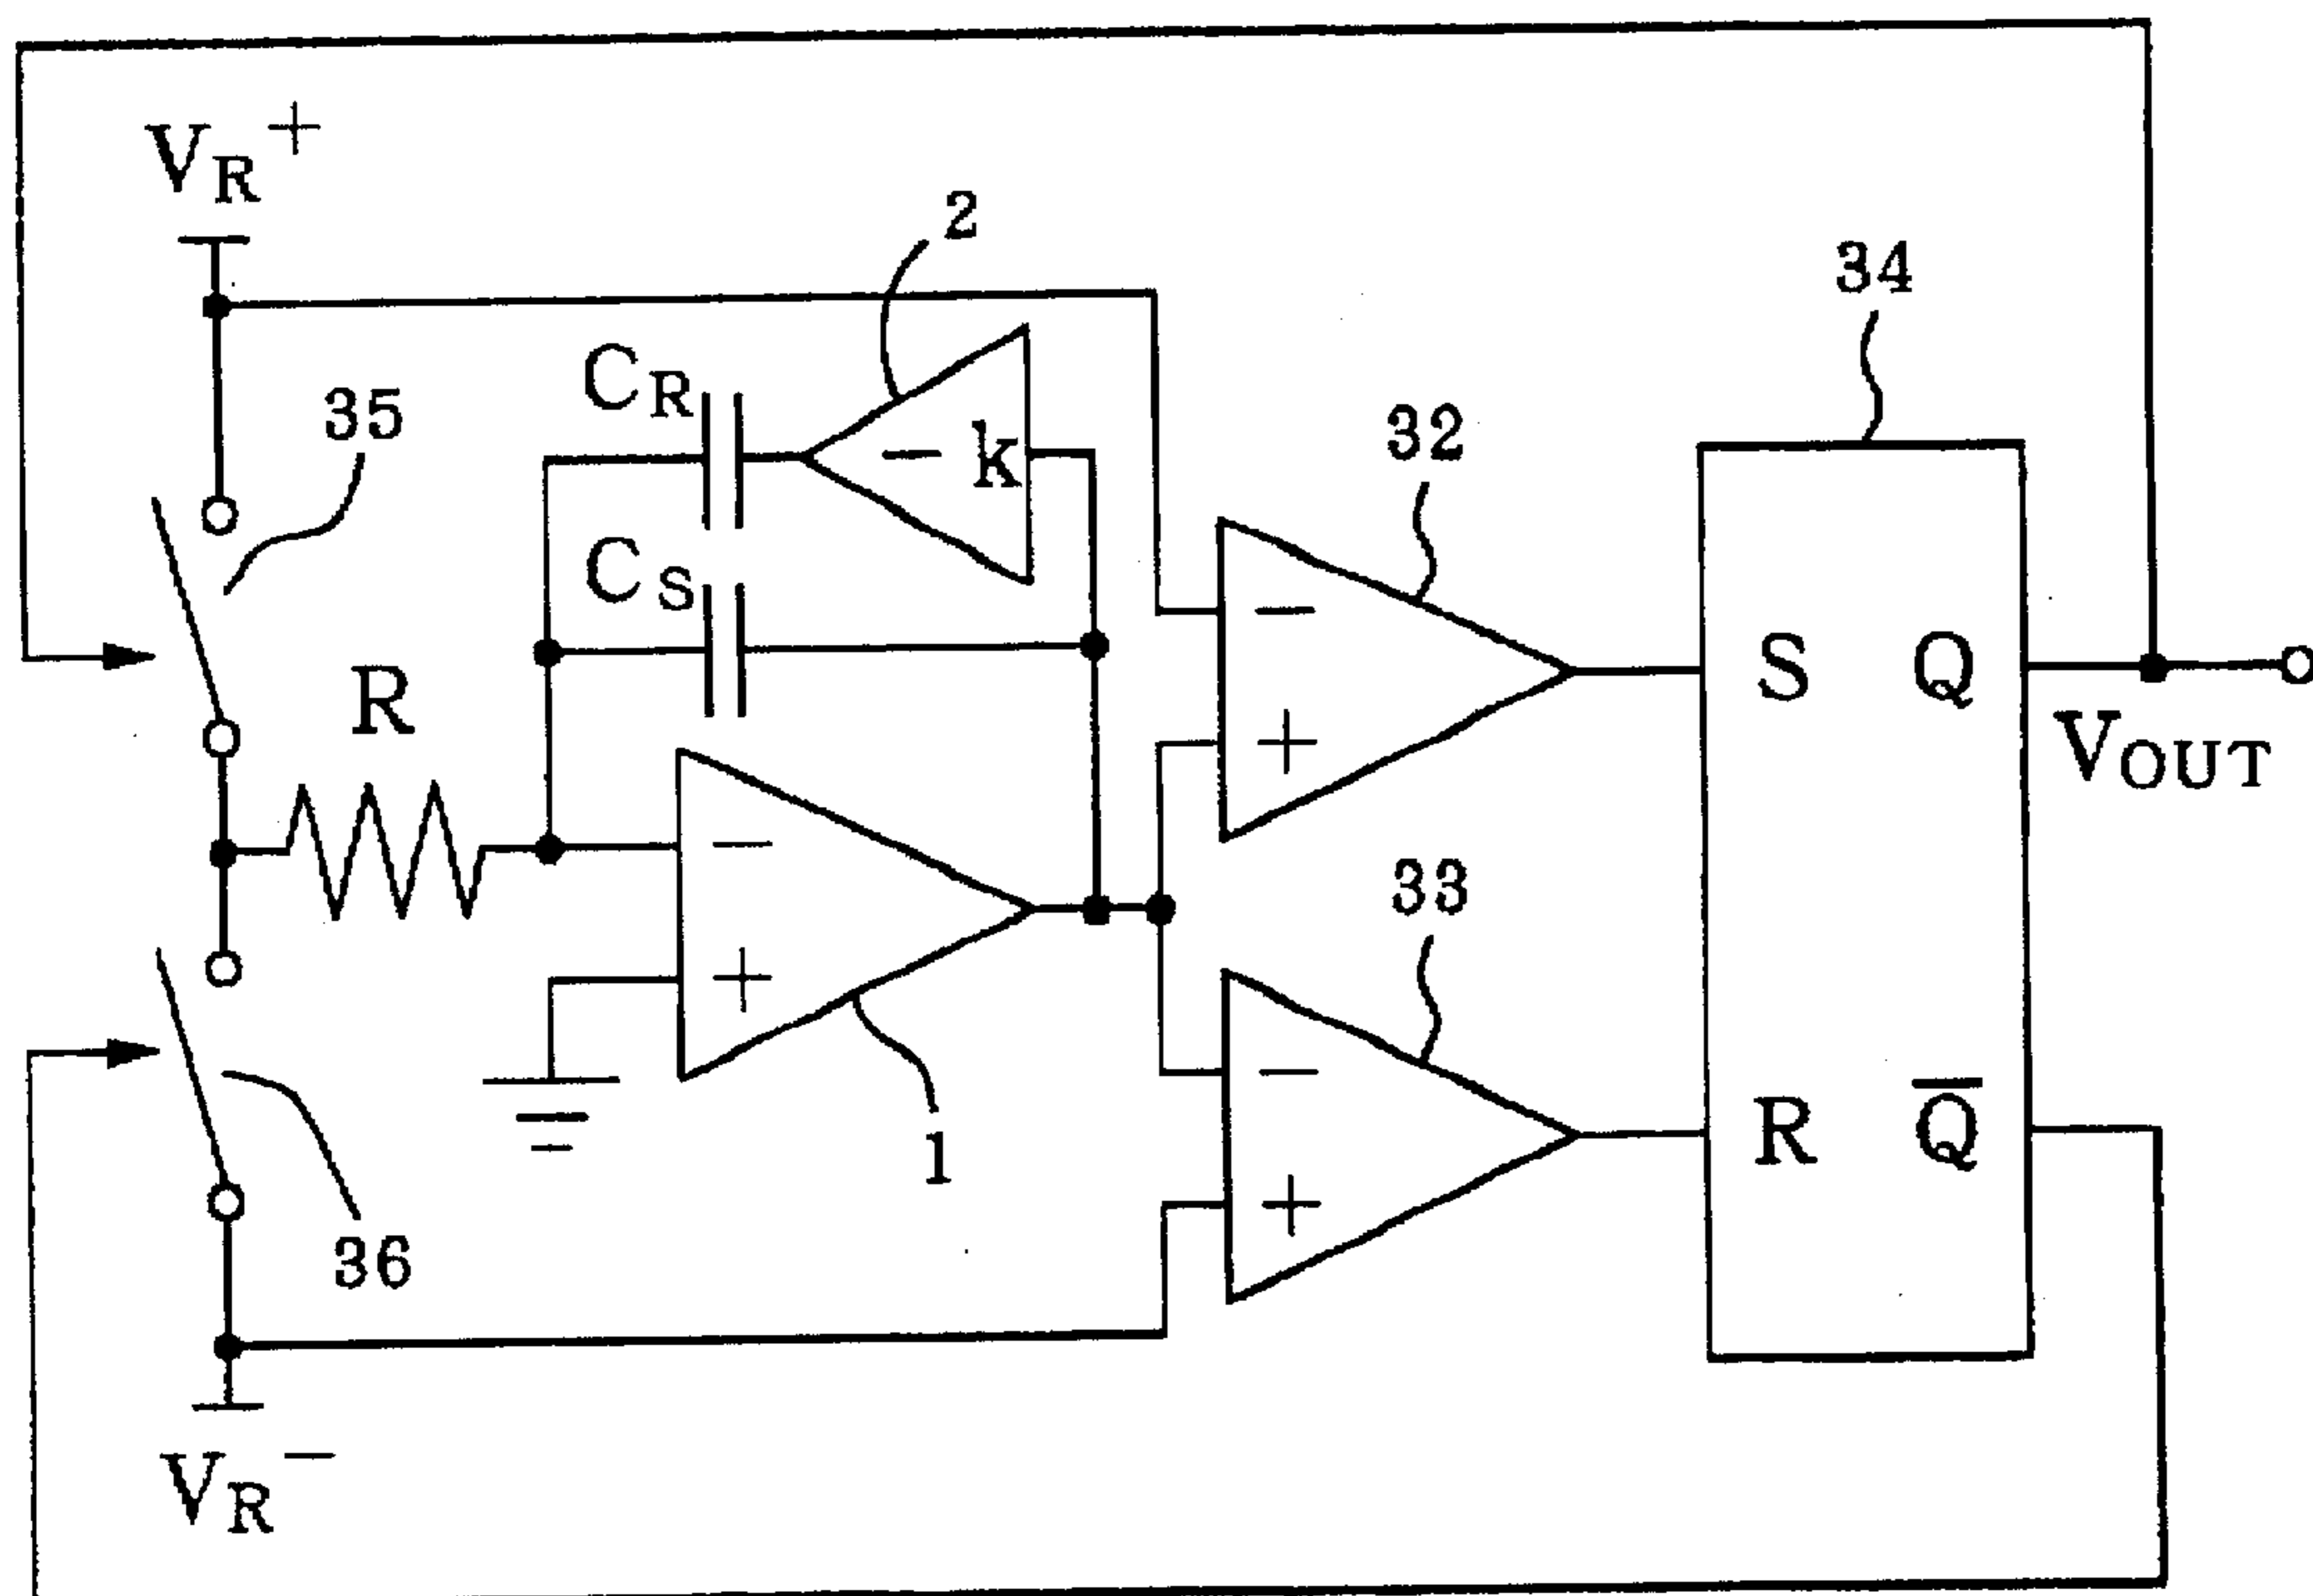 VR+
2
34
CR
35
- k
32
CS
-
S Q
R
+
VOUT
-
33
+
-
1
R Q̅
+
36
VR-